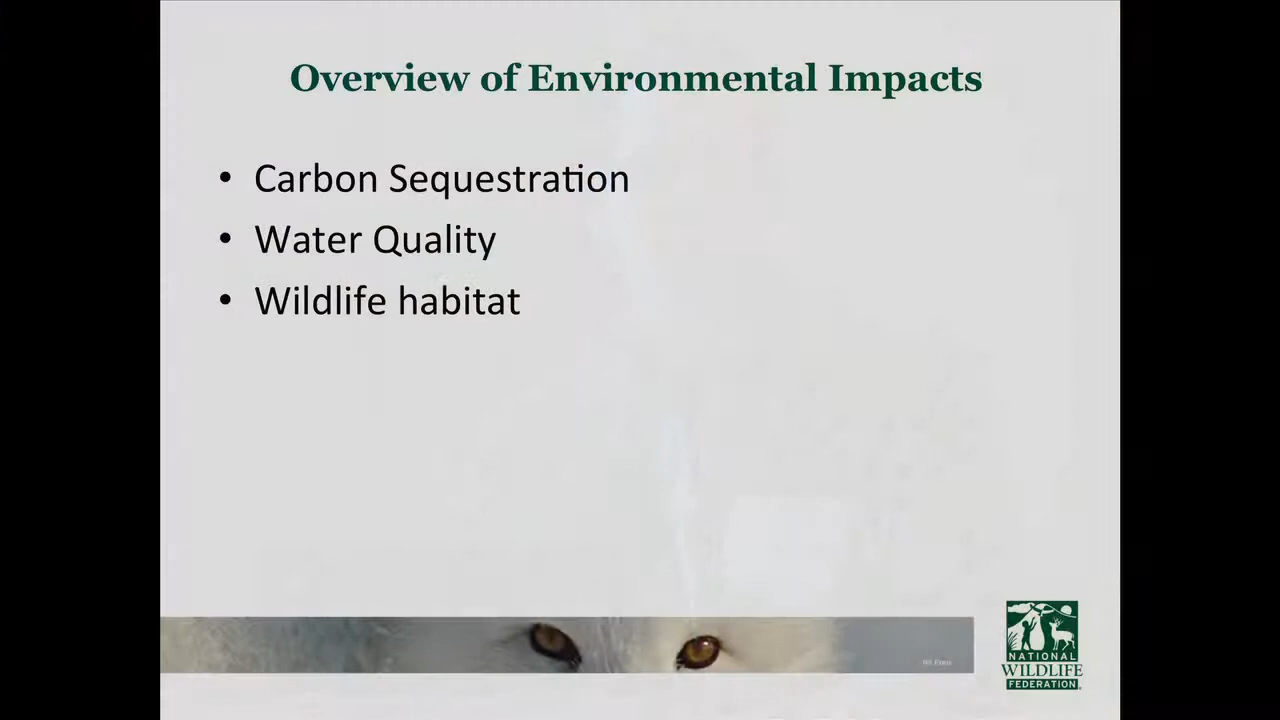 Overview of Environmental Impacts
• Carbon Sequestration
• Water Quality
• Wildlife habitat
NATIONAL
WILDLIFE
FEDERATION